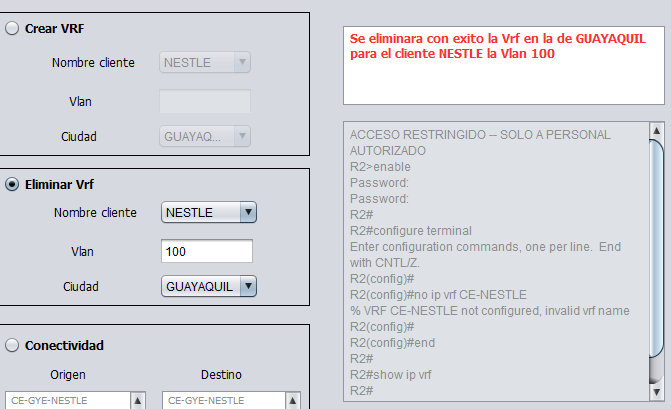 Crear VRF
Nombre cliente
NESTLE
Vlan
Ciudad
GUAYAQ...
Eliminar Vrf
Nombre cliente
NESTLE
Vlan
100
Ciudad
GUAYAQUIL
Conectividad
Origen
Destino
CE-GYE-NESTLE
CE-GYE-NESTLE
Se eliminara con exito la Vrf en la de GUAYAQUIL
para el cliente NESTLE la Vlan 100
ACCESO RESTRINGIDO -- SOLO A PERSONAL
AUTORIZADO
R2>enable
Password:
Password:
R2#
R2#configure terminal
Enter configuration commands, one per line.  End
with CNTL/Z.
R2(config)#
R2(config)#no ip vrf CE-NESTLE
% VRF CE-NESTLE not configured, invalid vrf name
R2(config)#
R2(config)#end
R2#
R2#show ip vrf
R2#